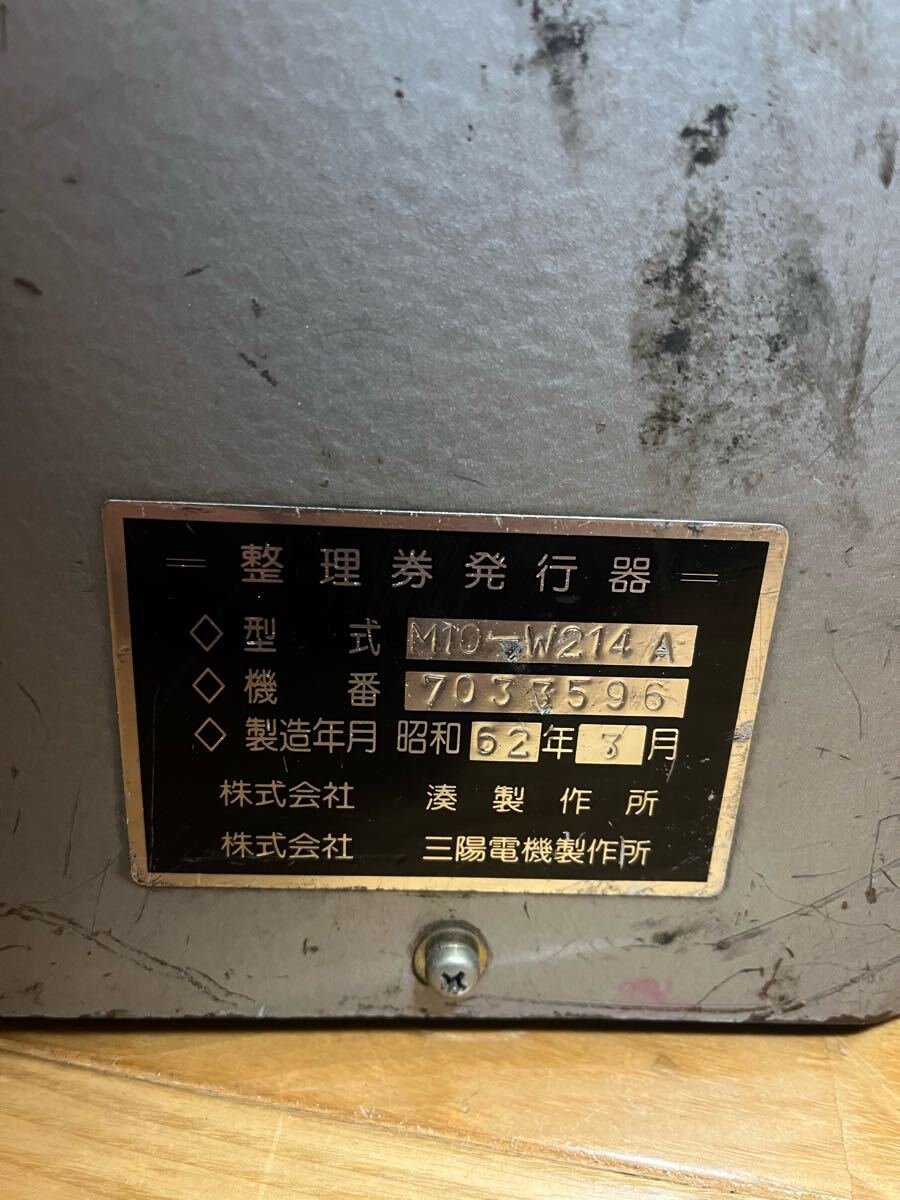 ＝整理券発行器＝
◇型式 M10-W214A
◇機番 7033596
◇製造年月 昭和62年3月
株式会社 湊製作所
株式会社 三陽電機製作所